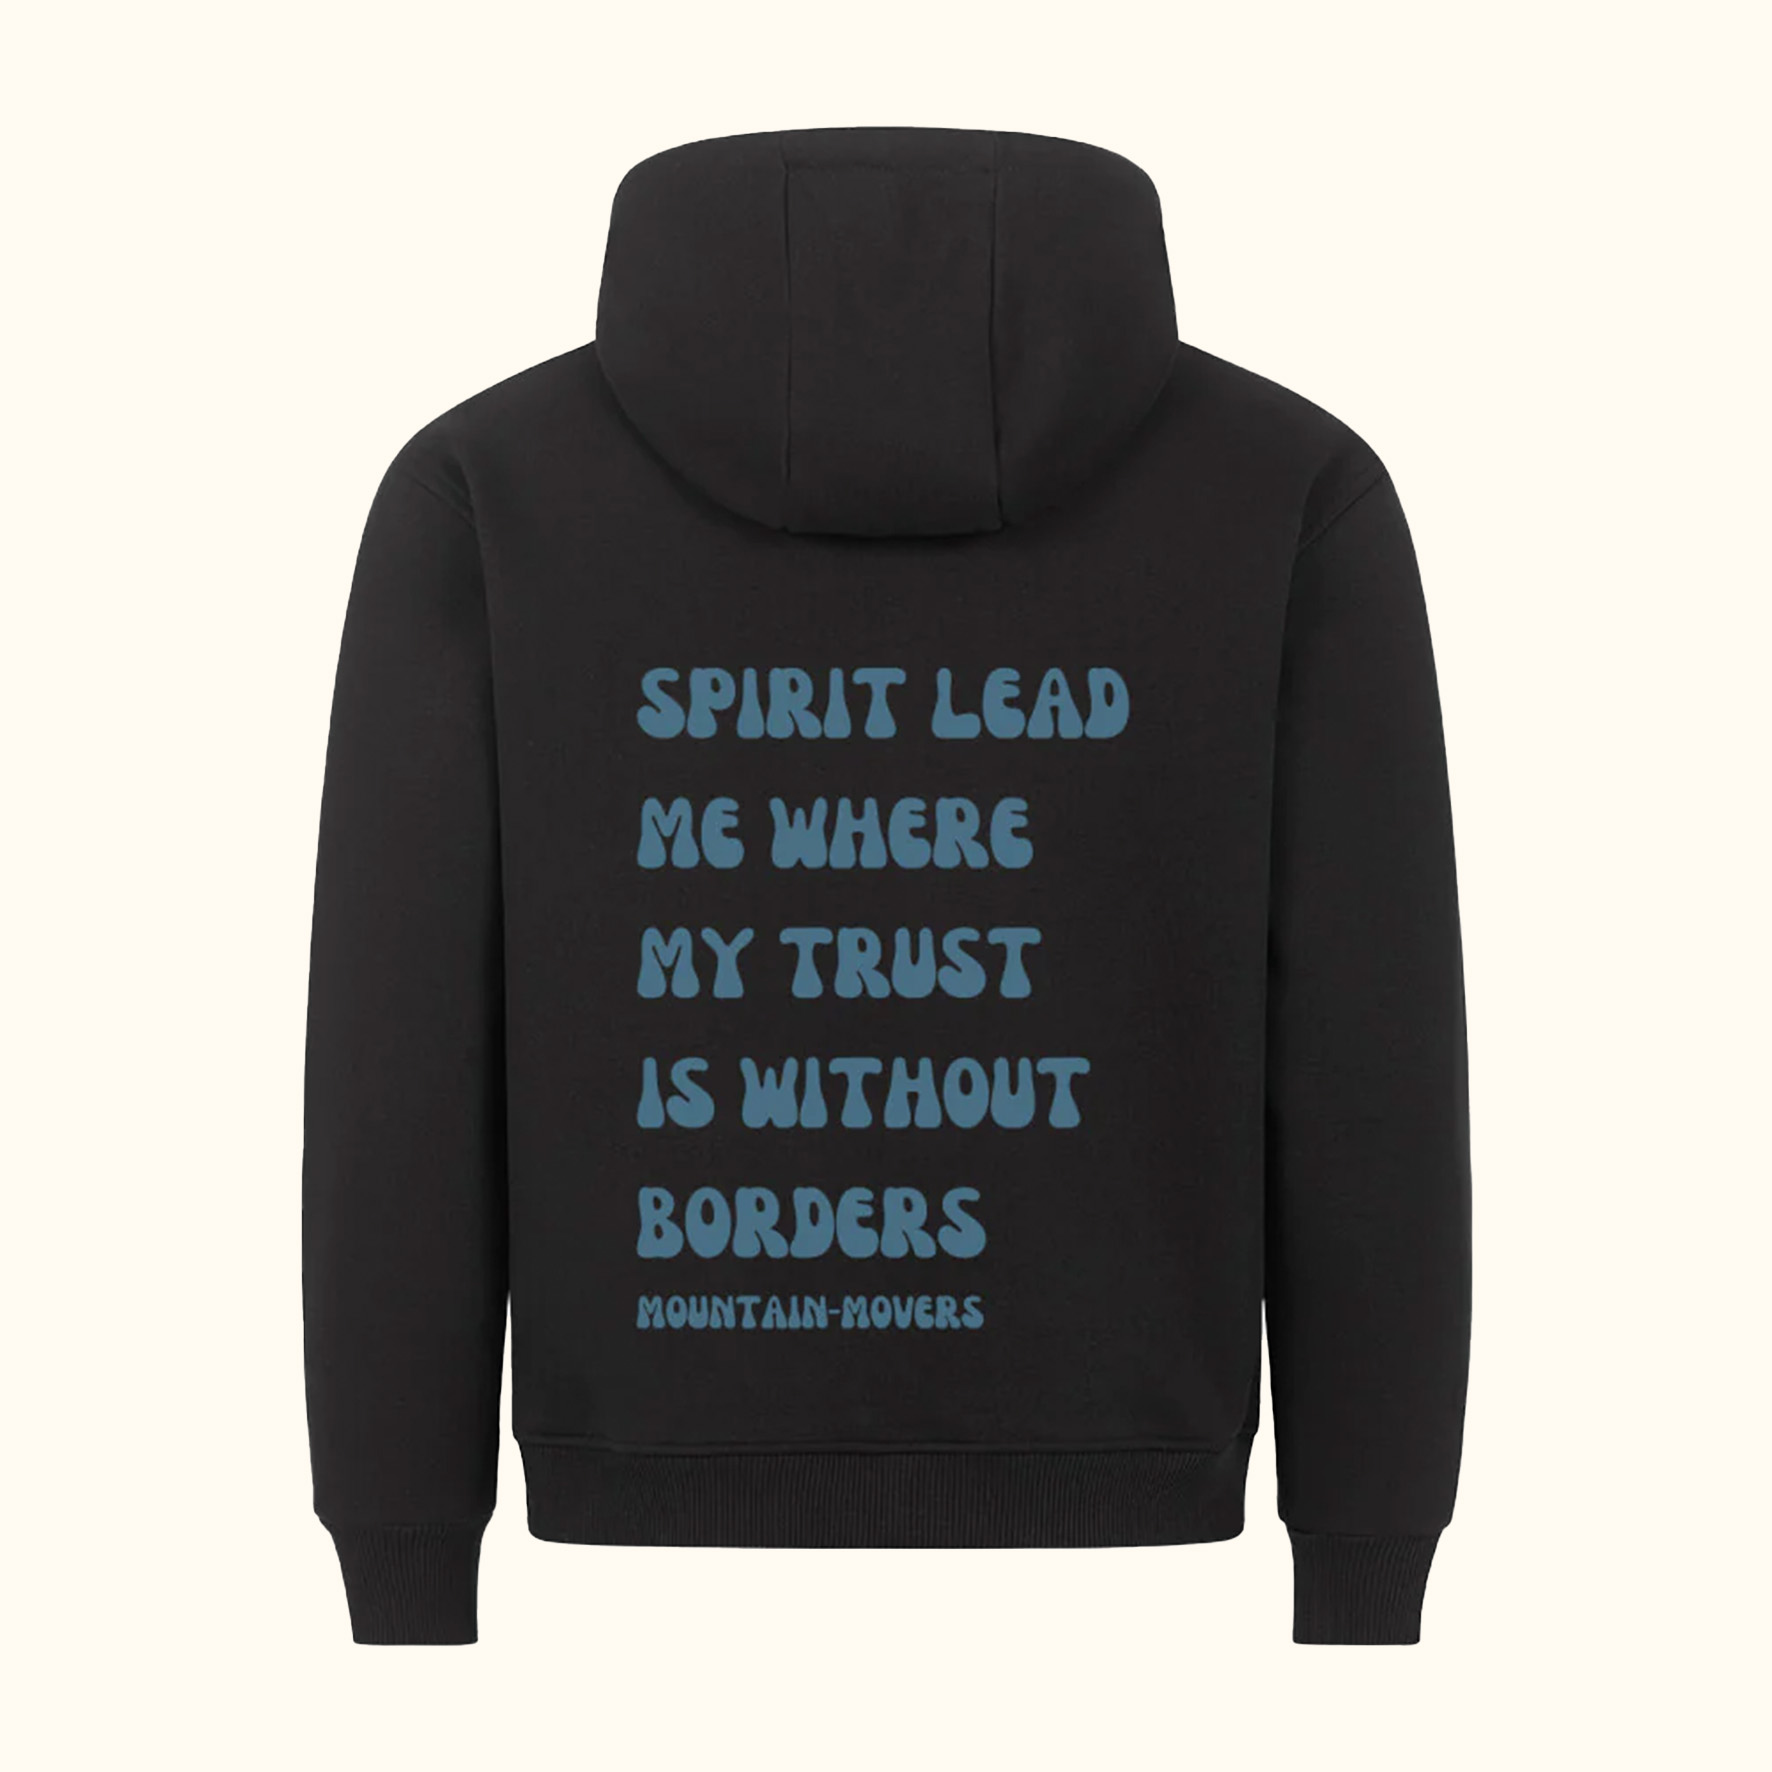 SPIRIT LEAD
ME WHERE
MY TRUST
IS WITHOUT
BORDERS
MOUNTAIN-MOVERS